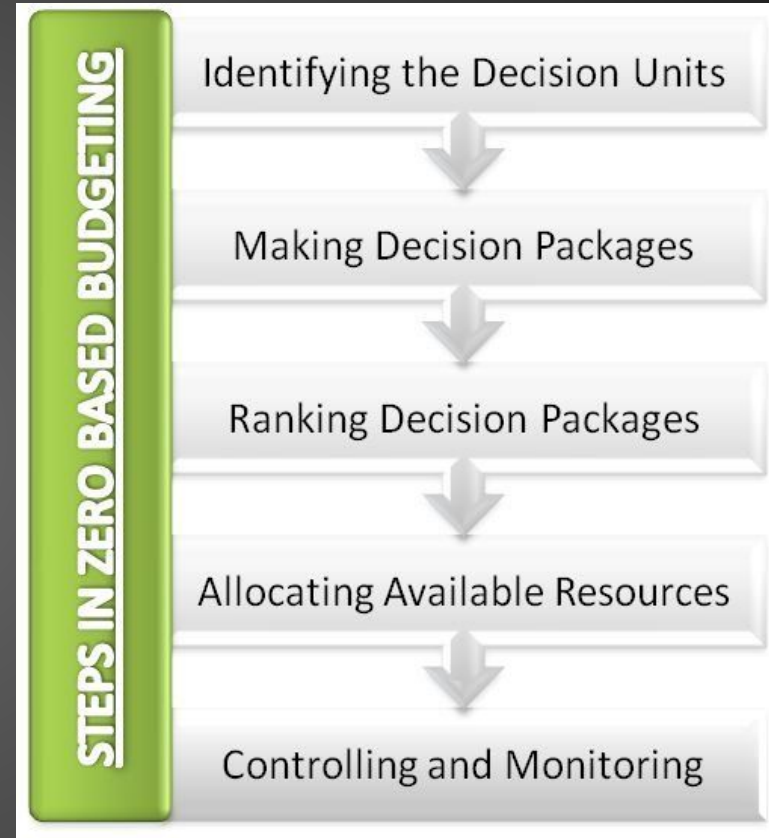 STEPS IN ZERO BASED BUDGETING
Identifying the Decision Units
Making Decision Packages
Ranking Decision Packages
Allocating Available Resources
Controlling and Monitoring